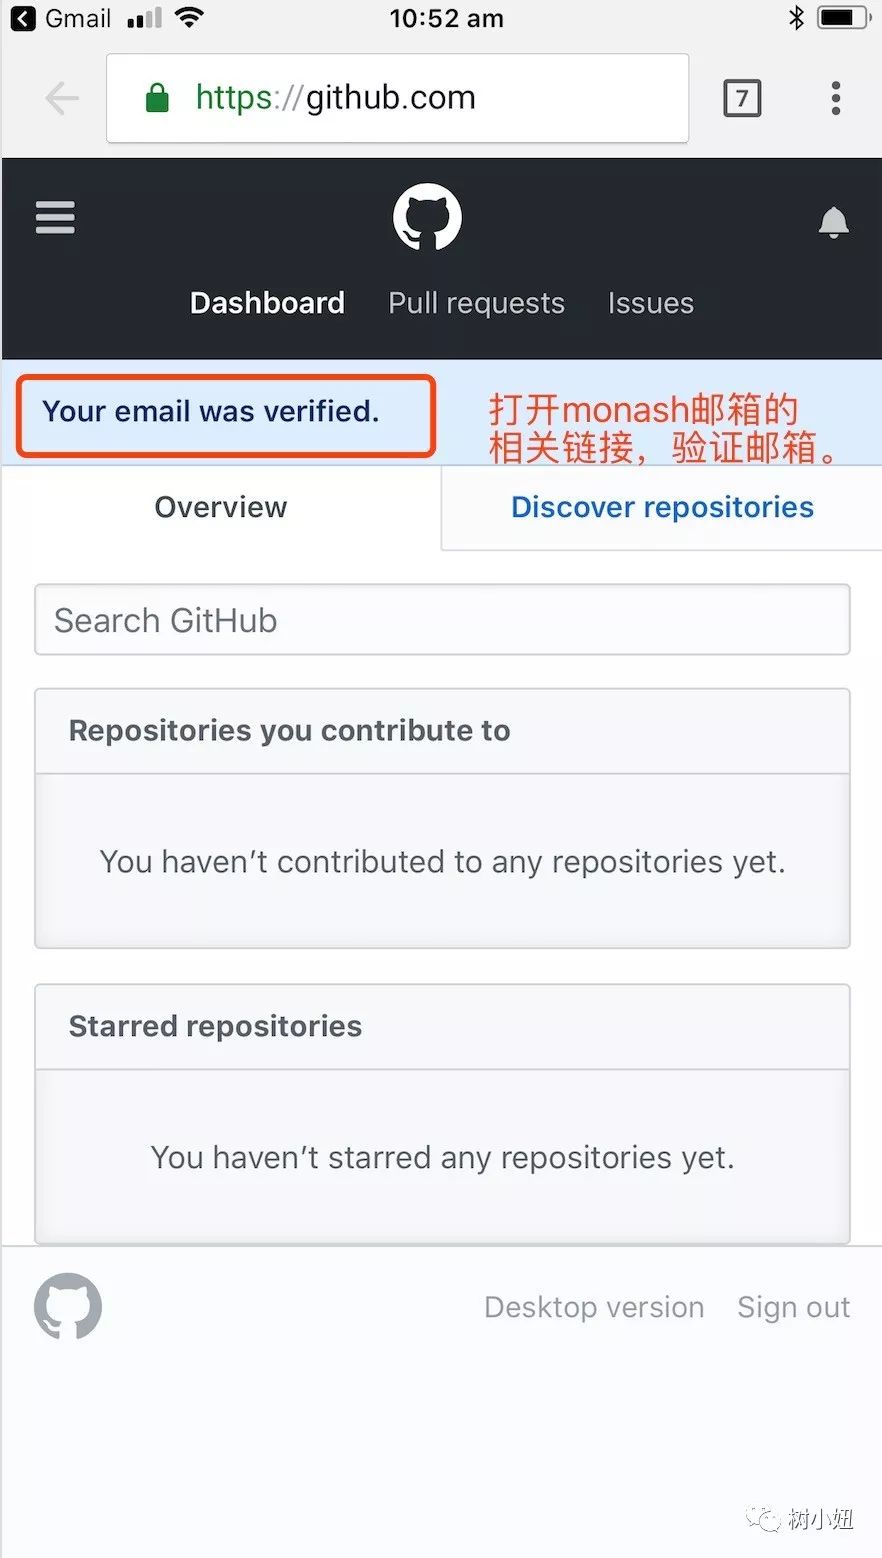 Gmail
10:52 am
https://github.com
7
Dashboard Pull requests Issues
Your email was verified.
打开monash邮箱的
相关链接，验证邮箱。
Overview
Discover repositories
Search GitHub
Repositories you contribute to
You haven’t contributed to any repositories yet.
Starred repositories
You haven’t starred any repositories yet.
Desktop version Sign out
树小妞